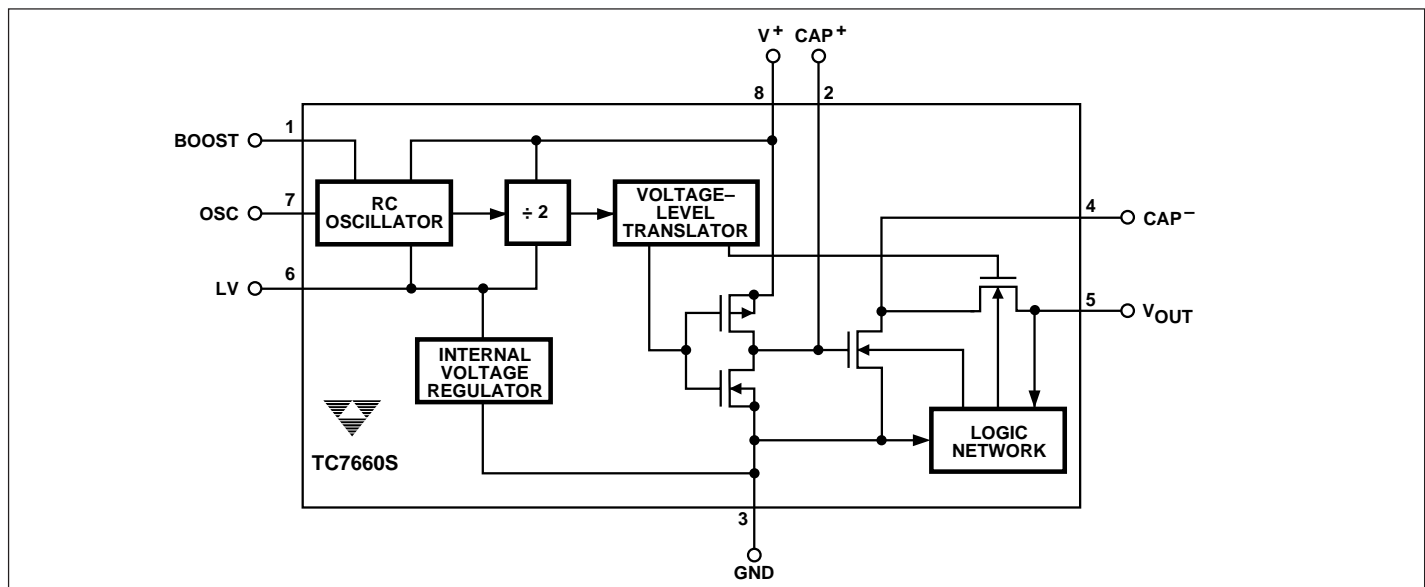 V+ CAP+
8 2
BOOST 1
OSC 7
RC
OSCILLATOR
÷ 2
VOLTAGE–
LEVEL
TRANSLATOR
4 CAP−
LV 6
5 VOUT
INTERNAL
VOLTAGE
REGULATOR
LOGIC
NETWORK
TC7660S
3
GND